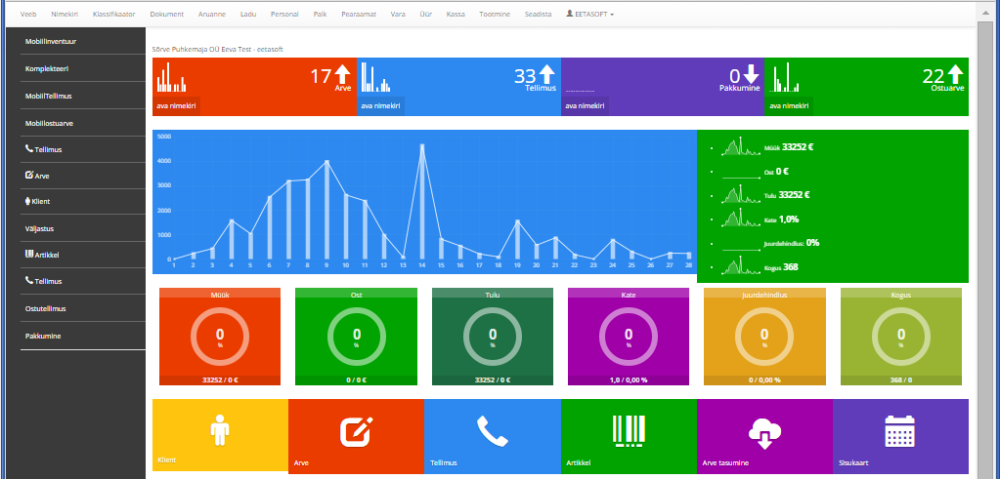 Veeb Nimekiri Klassifikaator Dokument Aruanne Ladu Personal Palk Pearaamat Vara Üür Kassa Tootmine Seadista EETASOFT
MobiilInventuur
Komplekteeri
MobiilTellimus
Mobiilostuarve
Tellimus
Arve
Klient
Väljastus
Artikkel
Tellimus
Ostutellimus
Pakkumine
Sõrve Puhkemaja OÜ Eeva Test - eetasoft
17
Arve
ava nimekiri
33
Tellimus
ava nimekiri
0
Pakkumine
ava nimekiri
22
Ostuarve
ava nimekiri
5000
4000
3000
2000
1000
0
1 2 3 4 5 6 7 8 9 10 11 12 13 14 15 16 17 18 19 20 21 22 23 24 25 26 27 28
Müük 33252 €
Ost 0 €
Tulu 33252 €
Kate 1,0%
Juurdehindlus: 0%
Kogus 368
Müük
0
%
33252 / 0 €
Ost
0
%
0 / 0 €
Tulu
0
%
33252 / 0 €
Kate
0
%
1,0 / 0,00 %
Juurdehindlus
0
%
0 / 0,00 %
Kogus
0
%
368 / 0
Klient
Arve
Tellimus
Artikkel
Arve tasumine
Sisukaart